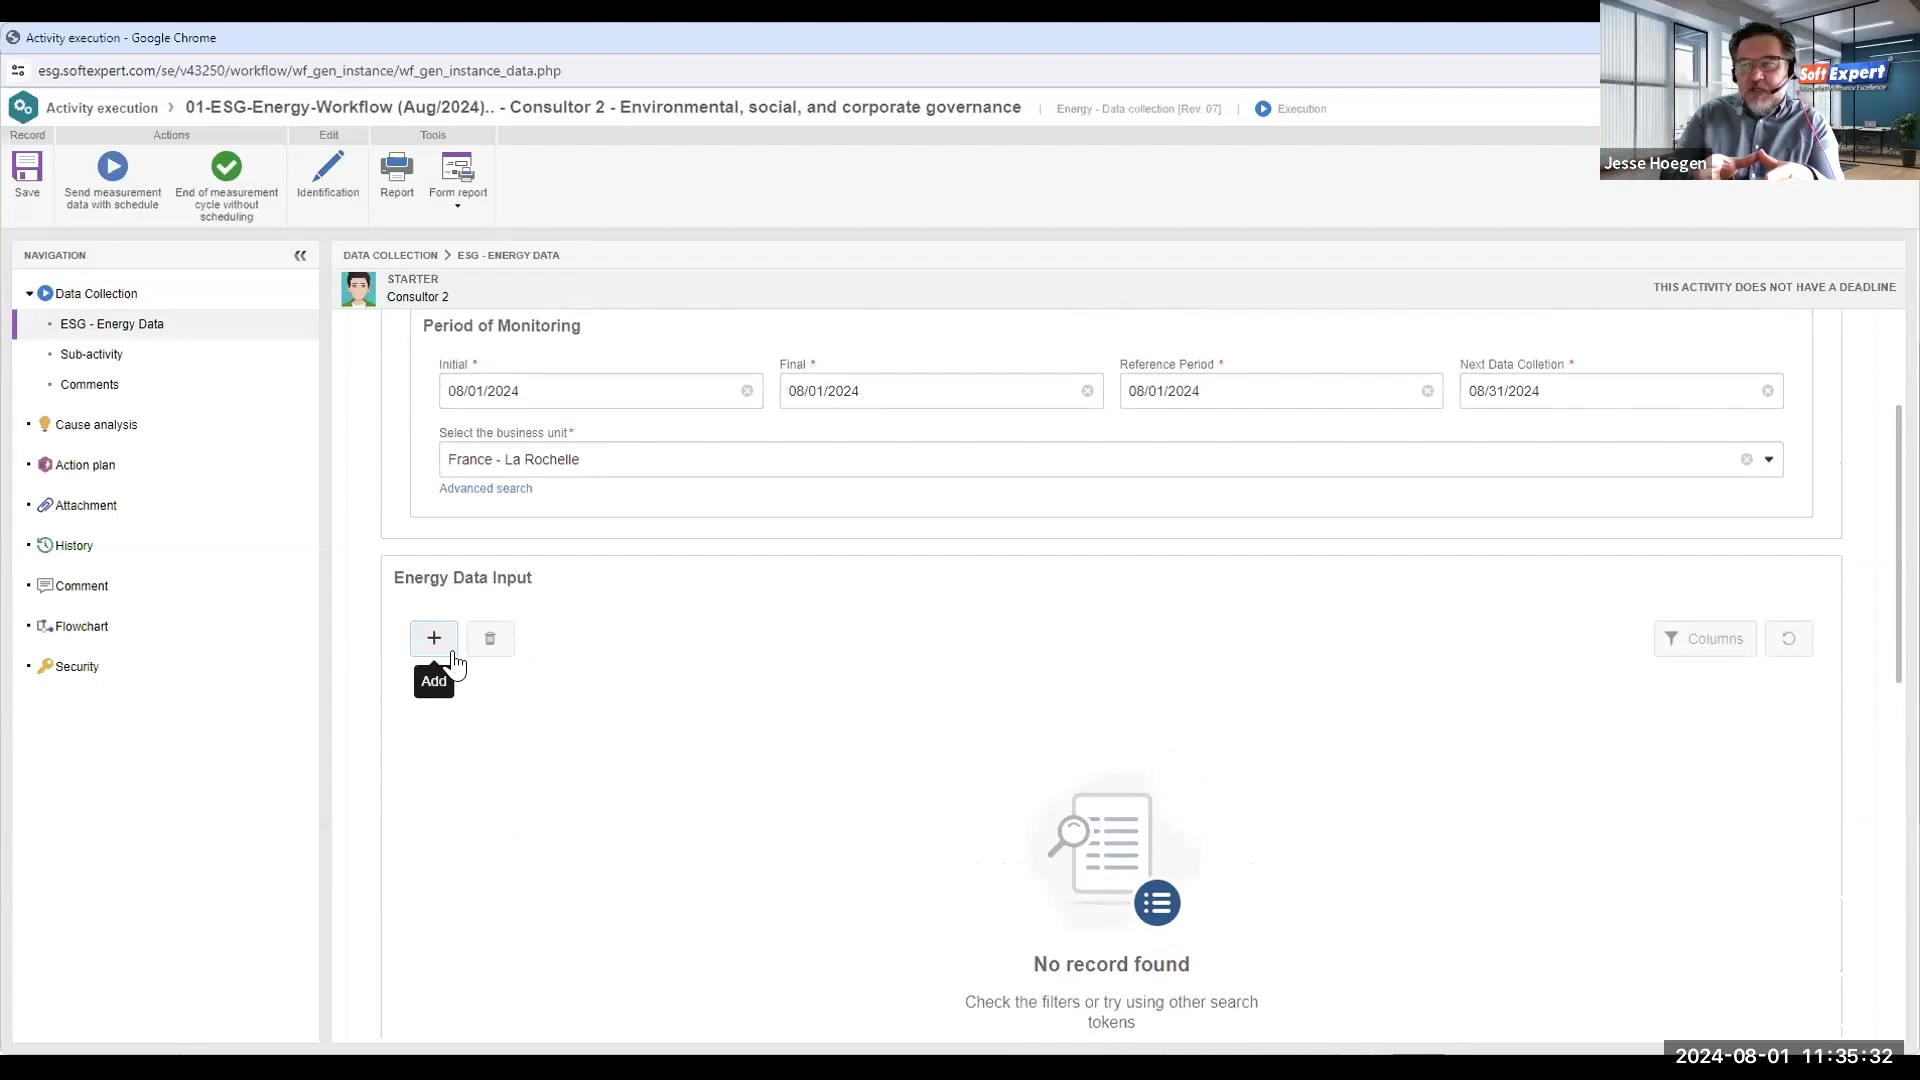 Activity execution - Google Chrome
esg.softexpert.com/se/v43250/workflow/wf_gen_instance/wf_gen_instance_data.php
Activity execution › 01-ESG-Energy-Workflow (Aug/2024).. - Consultor 2 - Environmental, social, and corporate governance | Energy - Data collection [Rev. 07] | Execution
SoftExpert
Jesse Hoegen
Record Actions Edit Tools
Save
Send measurement data with schedule
End of measurement cycle without scheduling
Identification
Report
Form report
NAVIGATION
Data Collection
ESG - Energy Data
Sub-activity
Comments
Cause analysis
Action plan
Attachment
History
Comment
Flowchart
Security
DATA COLLECTION > ESG - ENERGY DATA
STARTER
Consultor 2
THIS ACTIVITY DOES NOT HAVE A DEADLINE
Period of Monitoring
Initial * Final * Reference Period * Next Data Colletion *
08/01/2024 08/01/2024 08/01/2024 08/31/2024
Select the business unit*
France - La Rochelle
Advanced search
Energy Data Input
Columns
Add
No record found
Check the filters or try using other search
tokens
2024-08-01 11:35:32